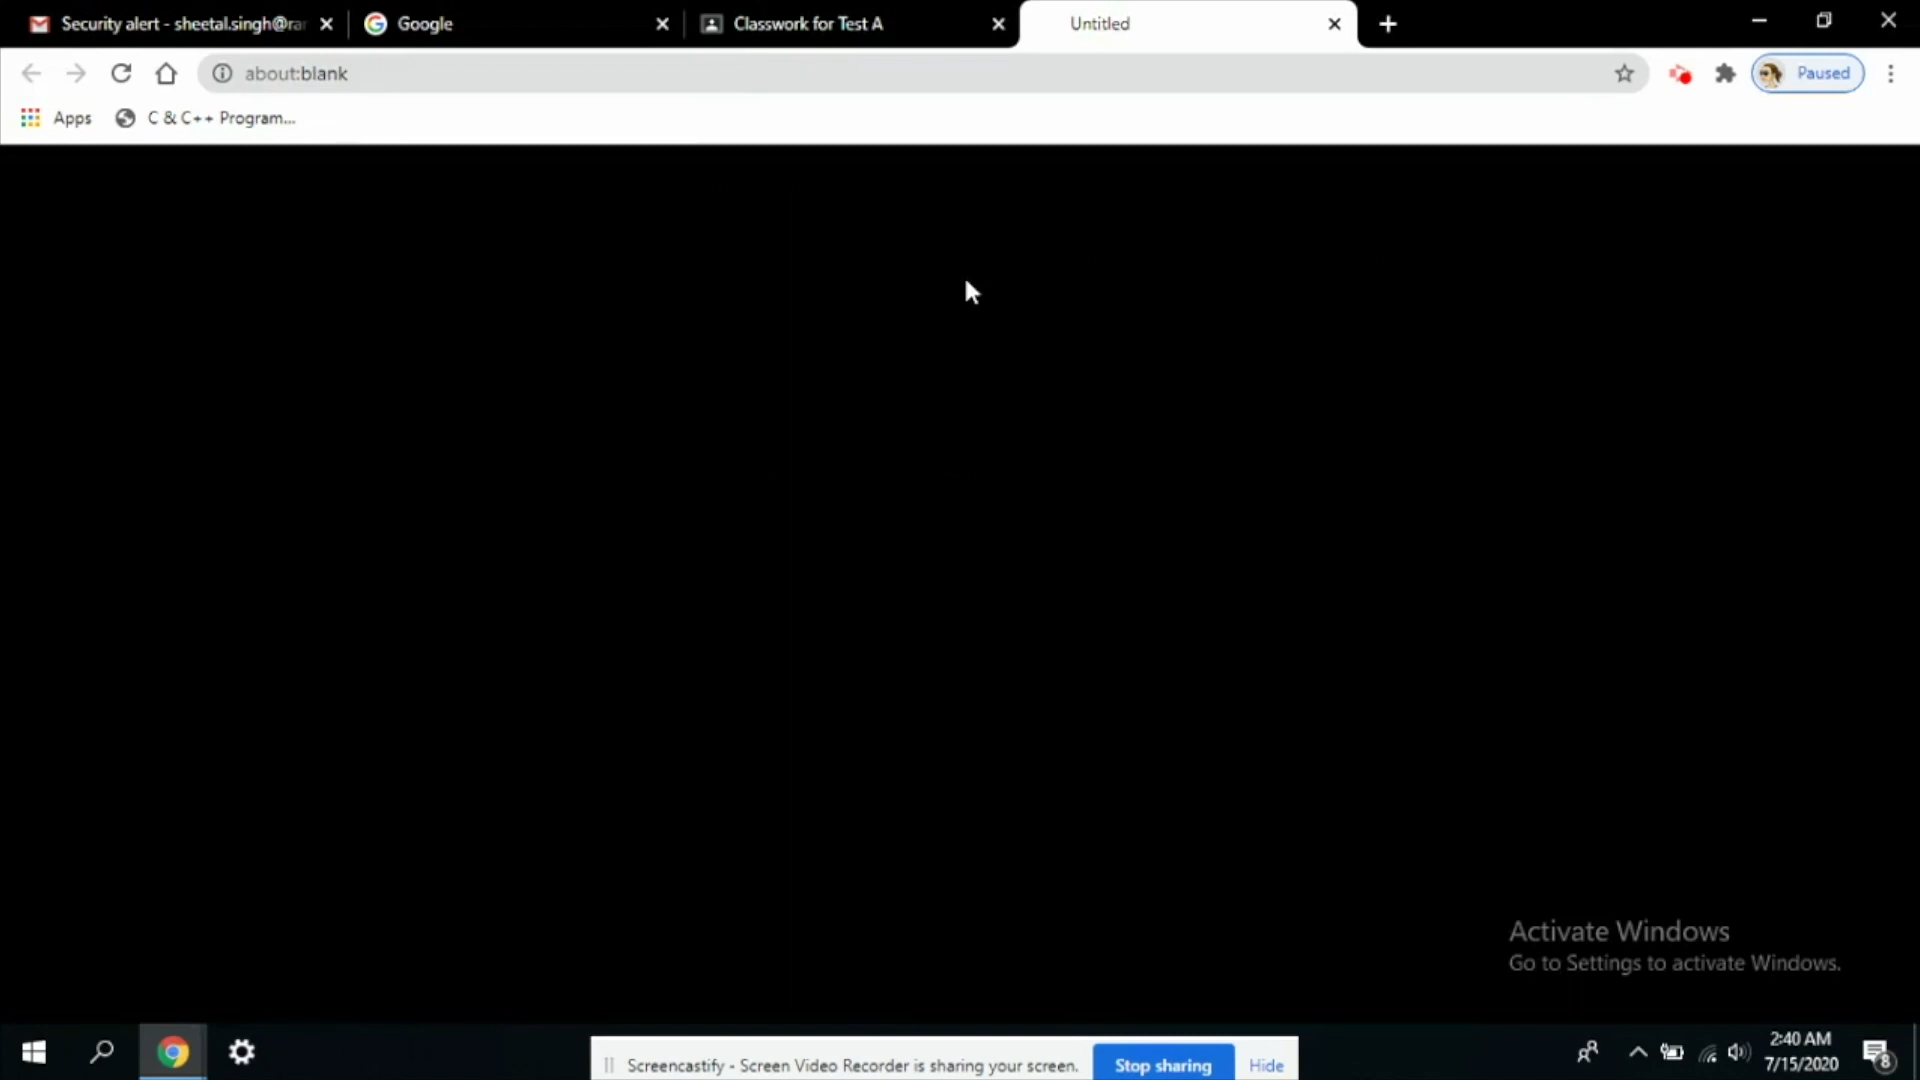 Security alert - sheetal.singh@rar
Google
Classwork for Test A
Untitled
about:blank
Paused
Apps
C & C++ Program...
Activate Windows
Go to Settings to activate Windows.
Screencastify - Screen Video Recorder is sharing your screen.
Stop sharing
Hide
2:40 AM
7/15/2020
8